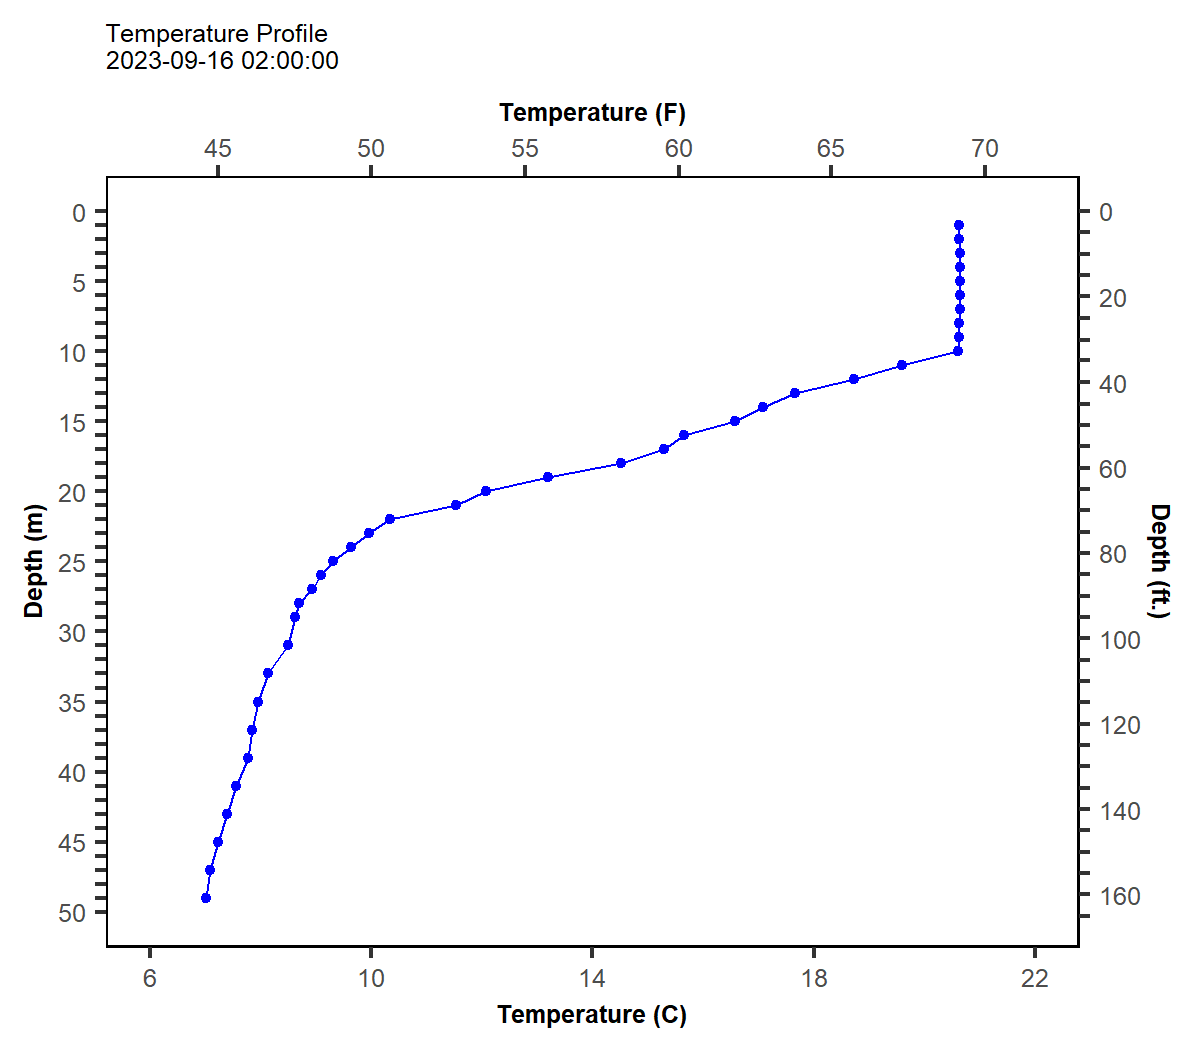 Temperature Profile
2023-09-16 02:00:00
Temperature (F)
45 50 55 60 65 70
0 0
5
20
10
40
15
60
20
Depth (m)
Depth (ft.)
80
25
30 100
35
120
40
140
45
160
50
6 10 14 18 22
Temperature (C)